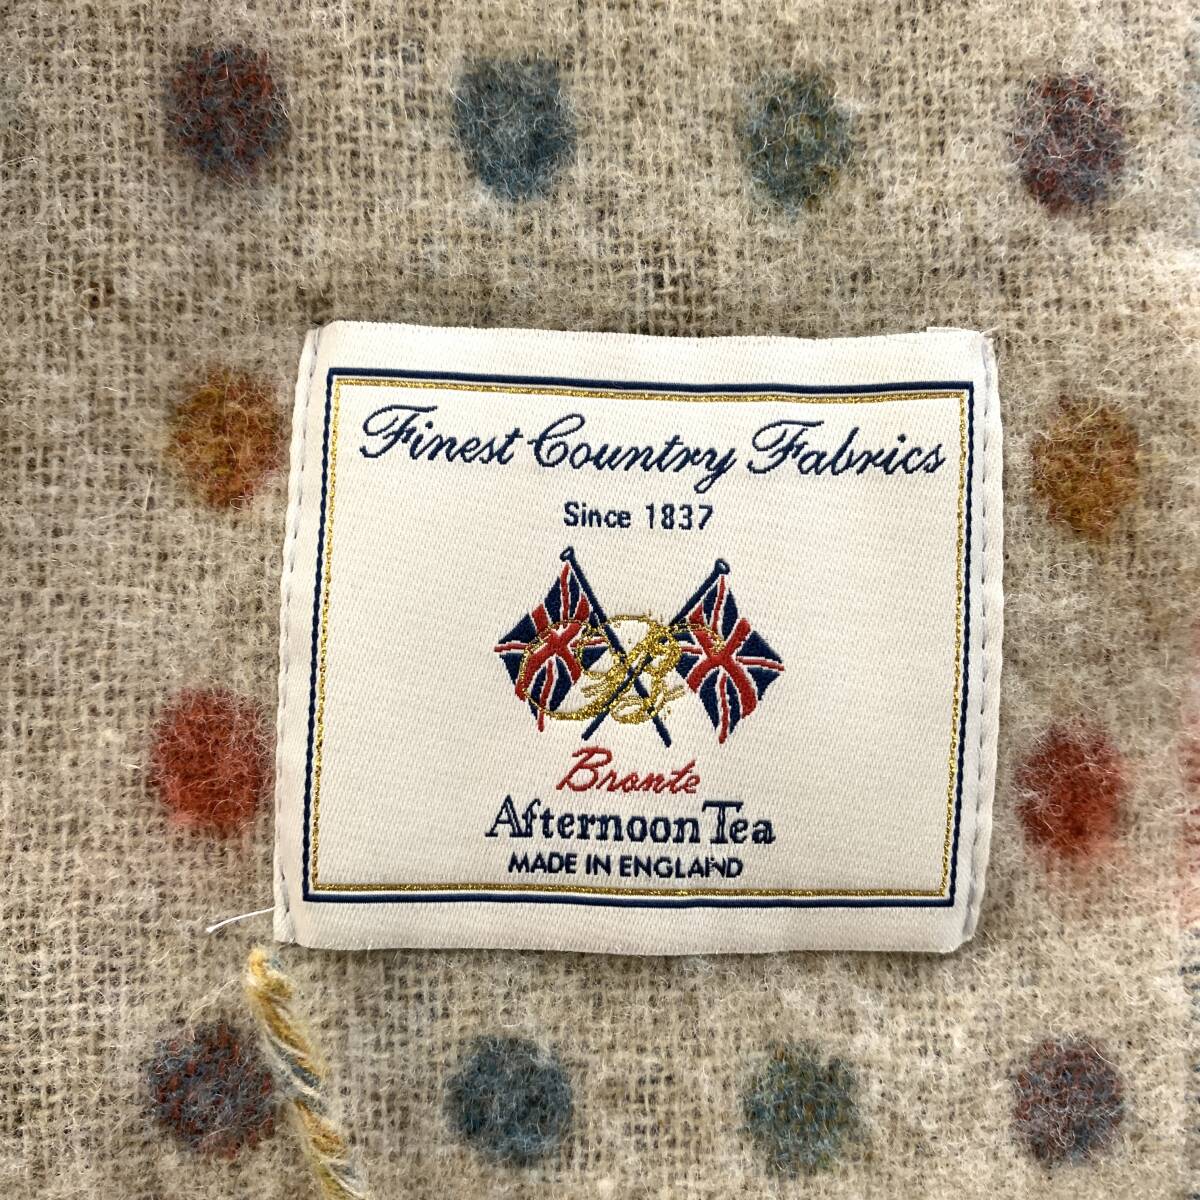 Finest Country Fabrics
Since 1837
B
Bronte
Afternoon Tea
MADE IN ENGLAND